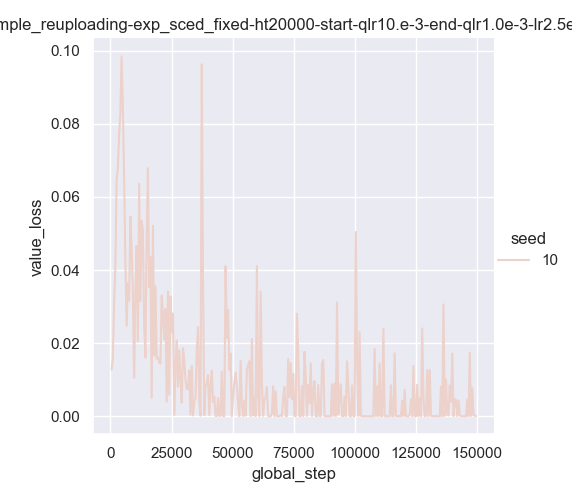 mple_reuploading-exp_sced_fixed-ht20000-start-qlr10.e-3-end-qlr1.0e-3-lr2.5e
0.10
0.08
0.06
0.04
0.02
0.00
value_loss
0 25000 50000 75000 100000 125000 150000
global_step
seed
10